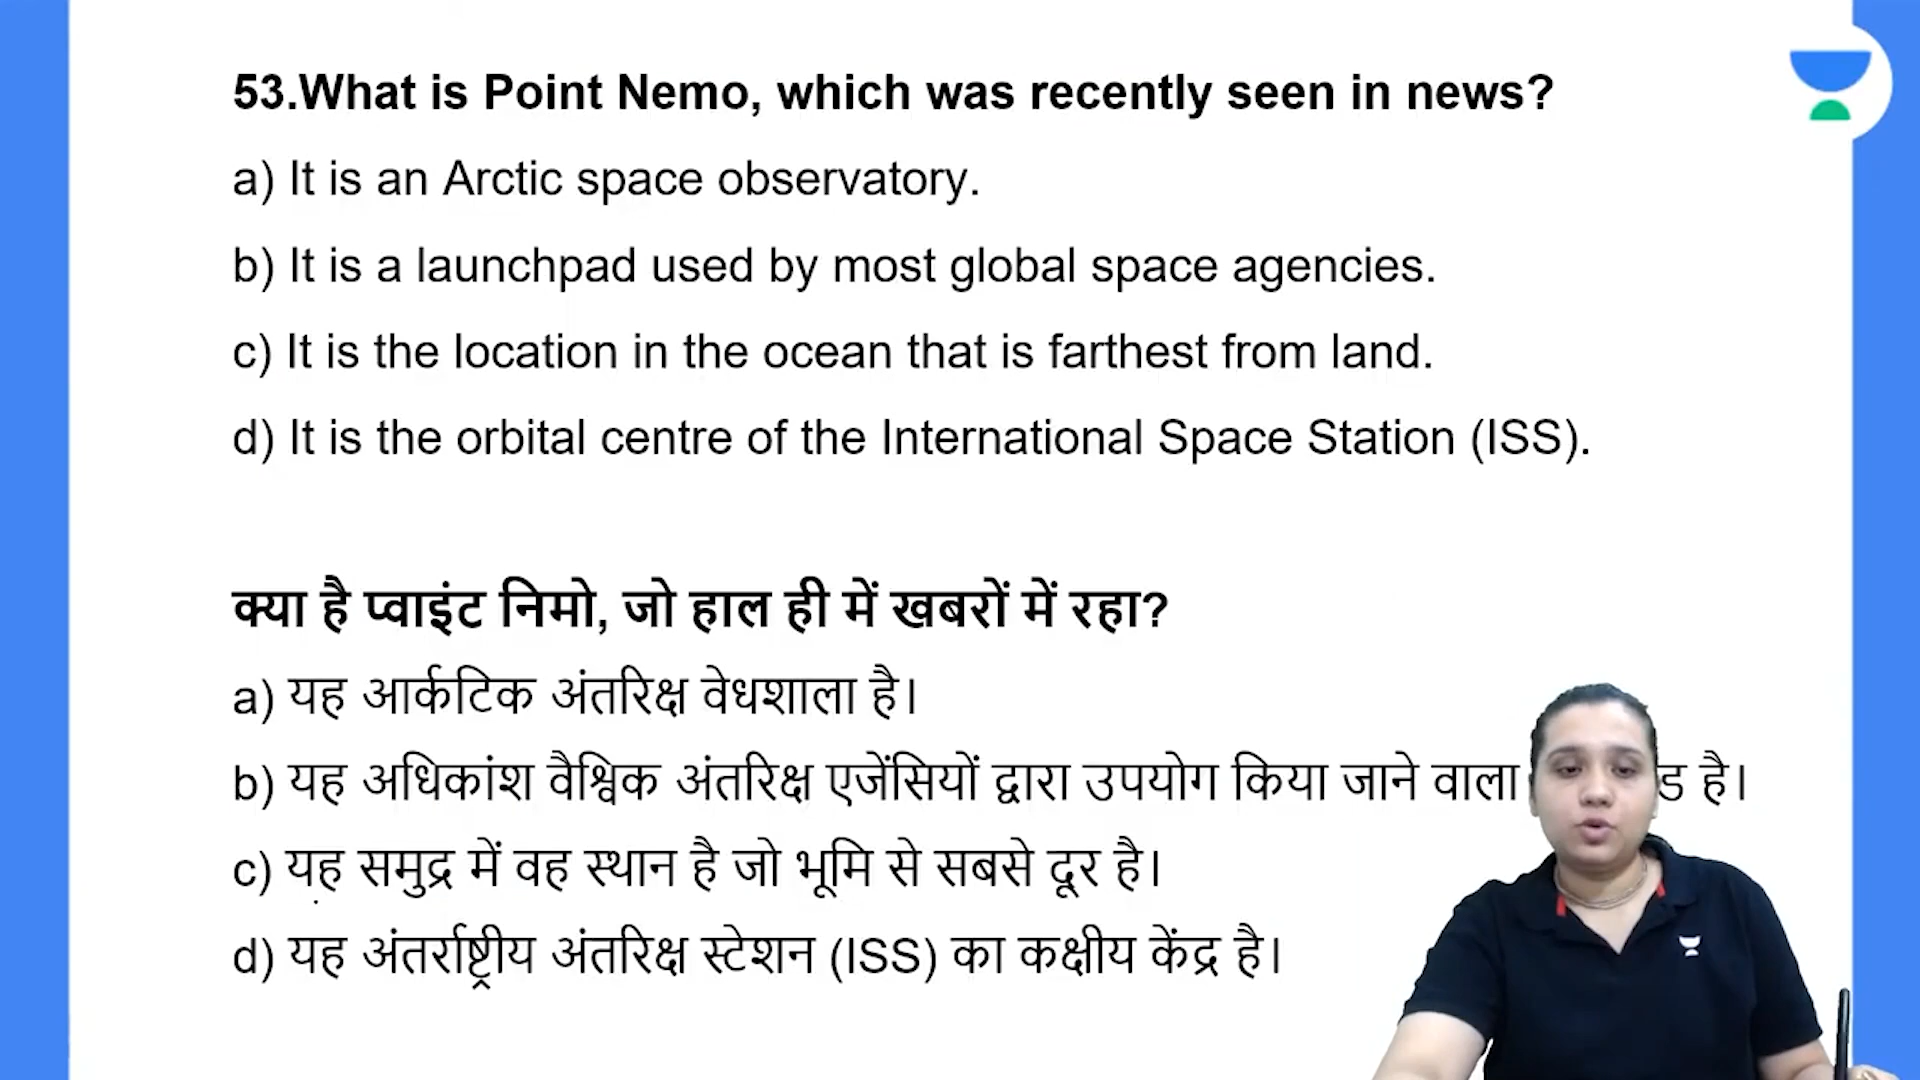 53.What is Point Nemo, which was recently seen in news?
a) It is an Arctic space observatory.
b) It is a launchpad used by most global space agencies.
c) It is the location in the ocean that is farthest from land.
d) It is the orbital centre of the International Space Station (ISS).
क्या है प्वाइंट निमो, जो हाल ही में खबरों में रहा?
a) यह आर्कटिक अंतरिक्ष वेधशाला है।
b) यह अधिकांश वैश्विक अंतरिक्ष एजेंसियों द्वारा उपयोग किया जाने वाला है।
c) यह समुद्र में वह स्थान है जो भूमि से सबसे दूर है।
d) यह अंतर्राष्ट्रीय अंतरिक्ष स्टेशन (ISS) का कक्षीय केंद्र है।